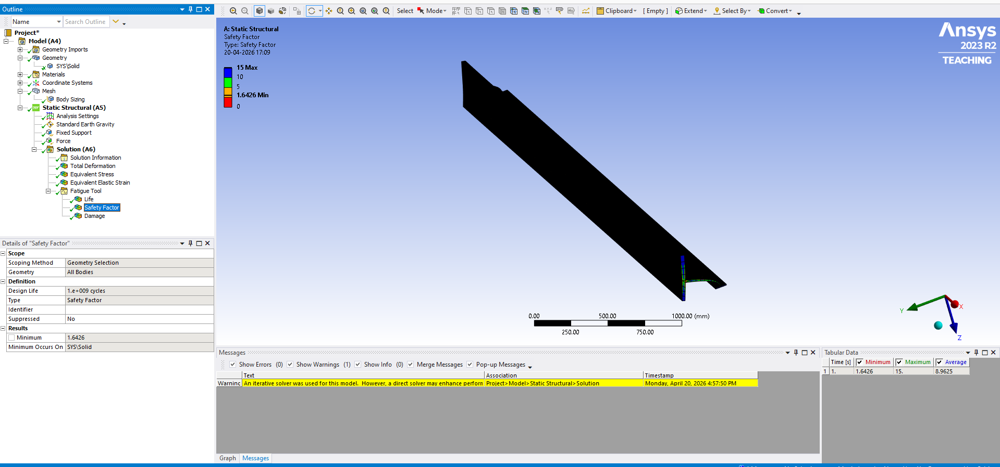 Outline
Name
Search Outline
Project*
Model (A4)
Geometry Imports
Geometry
SYS\Solid
Materials
Coordinate Systems
Mesh
Body Sizing
Static Structural (A5)
Analysis Settings
Standard Earth Gravity
Fixed Support
Force
Solution (A6)
Solution Information
Total Deformation
Equivalent Stress
Equivalent Elastic Strain
Fatigue Tool
Life
Safety Factor
Damage
Details of "Safety Factor"
Scope
Scoping Method Geometry Selection
Geometry All Bodies
Definition
Design Life 1.e+009 cycles
Type Safety Factor
Identifier
Suppressed No
Results
Minimum 1.6426
Minimum Occurs On SYS\Solid
Select Mode Clipboard [ Empty ] Extend Select By Convert
A: Static Structural
Safety Factor
Type: Safety Factor
20-04-2026 17:09
15 Max
10
5
1.6426 Min
0
Ansys
2023 R2
TEACHING
0.00 500.00 1000.00 (mm)
250.00 750.00
X
Y
Z
Messages
Show Errors (0) Show Warnings (1) Show Info (0) Merge Messages Pop-up Messages
Text Association Timestamp
Warning An iterative solver was used for this model. However, a direct solver may enhance perform Project>Model>Static Structural>Solution Monday, April 20, 2026 4:57:50 PM
Graph Messages
Tabular Data
Time [s] Minimum Maximum Average
1 1. 1.6426 15. 8.9625